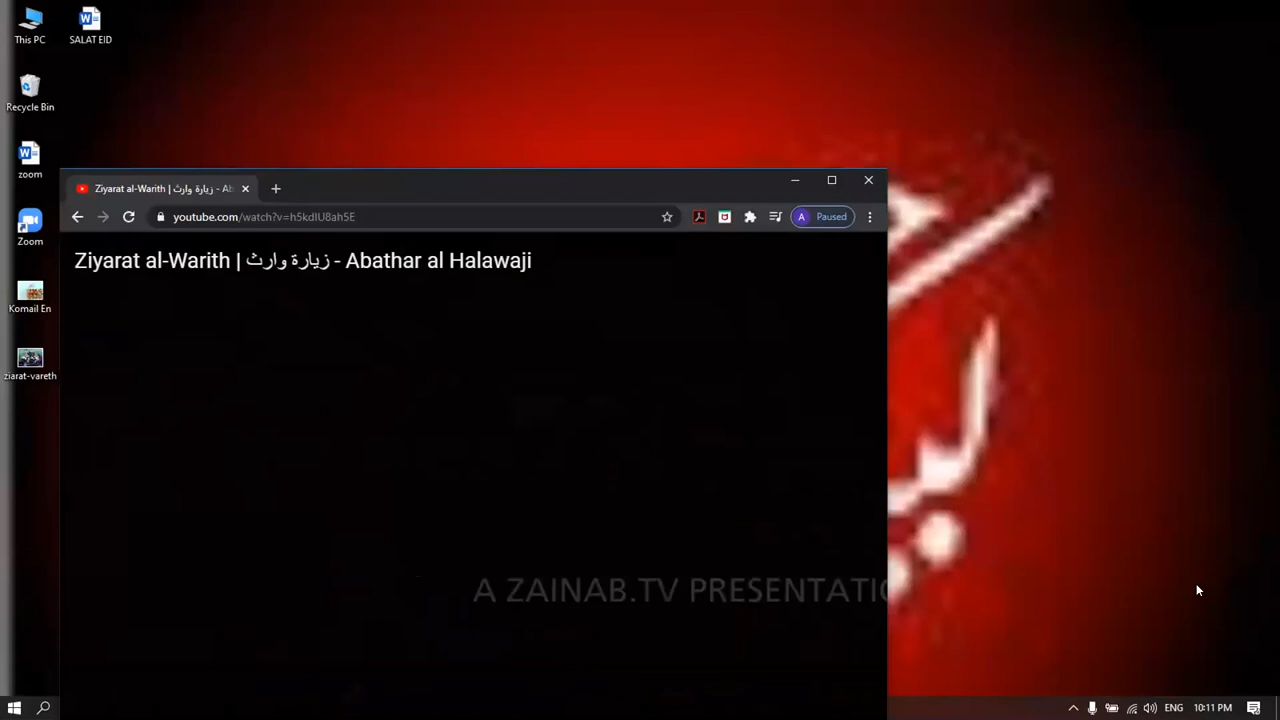 This PC
SALAT EID
Recycle Bin
zoom
Zoom
Komail En
ziarat-vareth
Ziyarat al-Warith | زيارة وارث - Ab
youtube.com/watch?v=h5kdIU8ah5E
A
Paused
Ziyarat al-Warith | زيارة وارث - Abathar al Halawaji
A ZAINAB.TV PRESENTATIO
ENG
10:11 PM